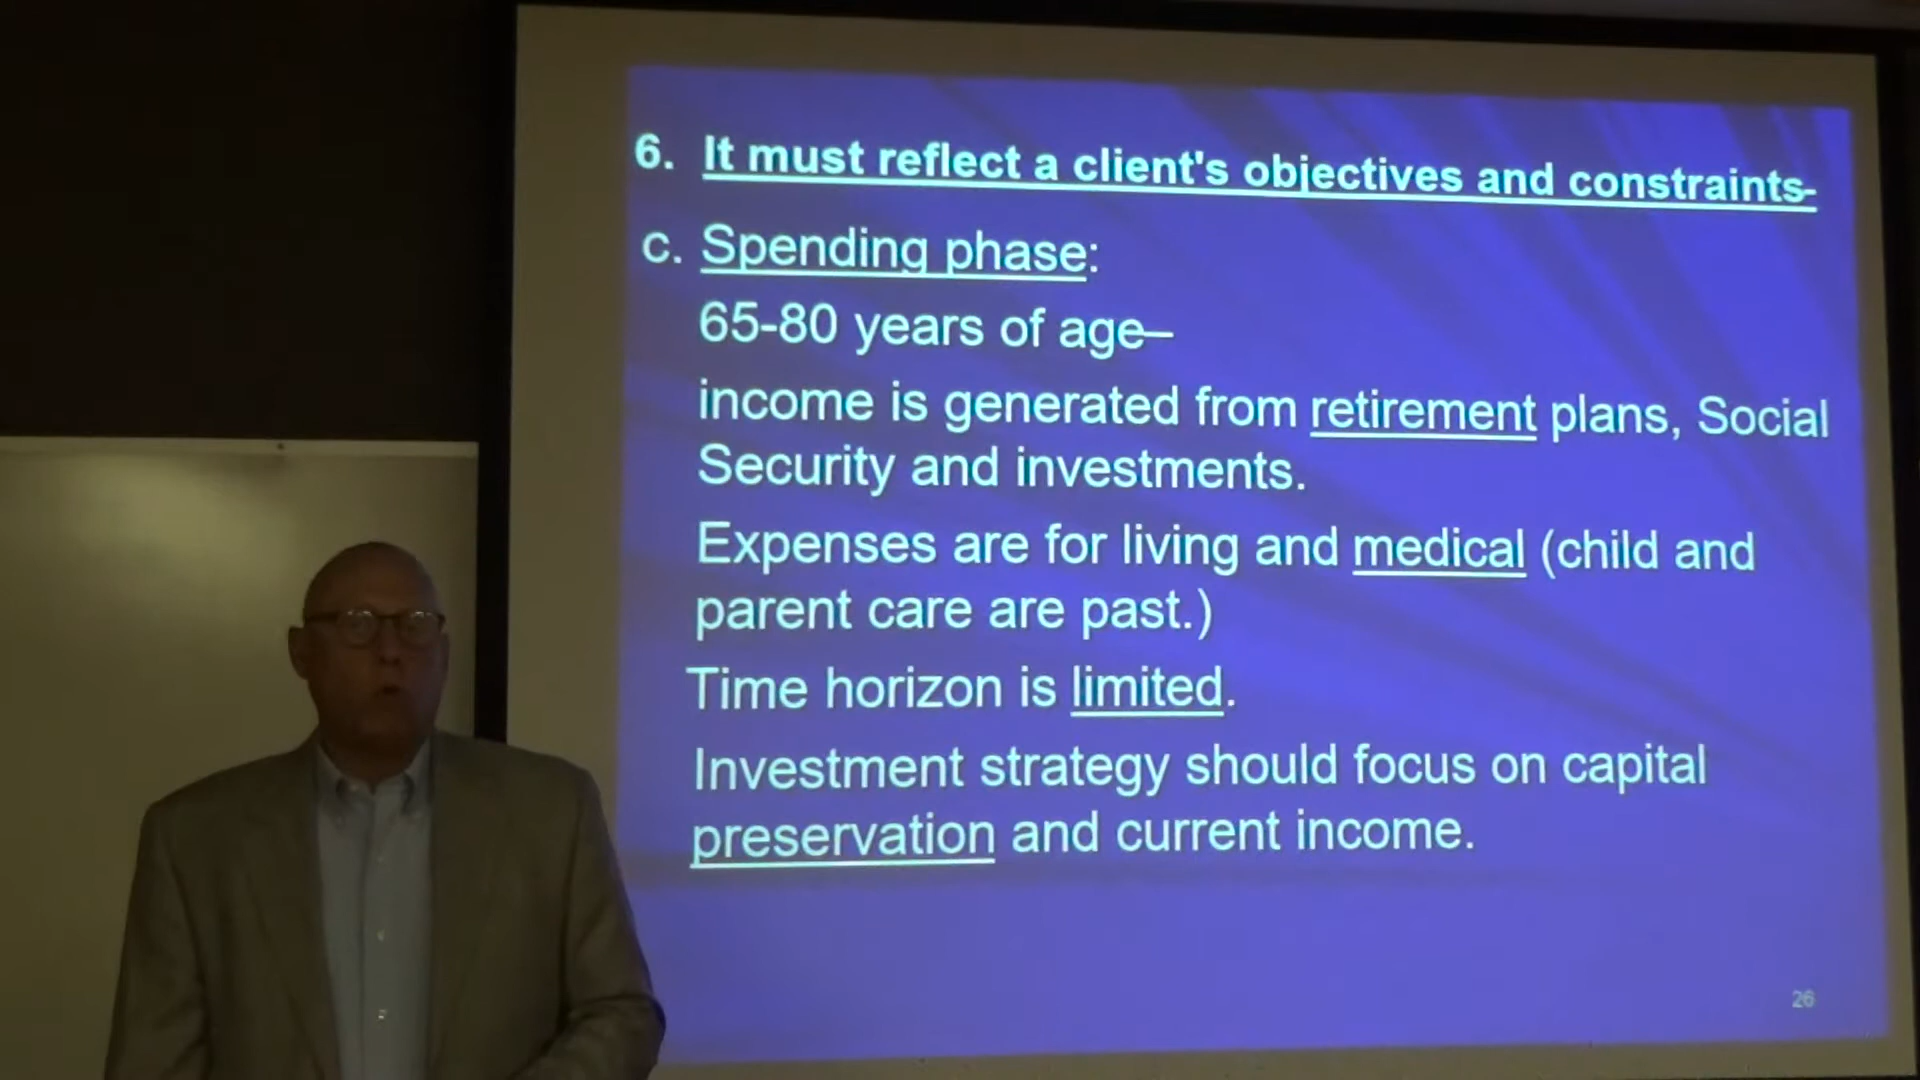 6. It must reflect a client's objectives and constraints-
c. Spending phase:
65-80 years of age–
income is generated from retirement plans, Social
Security and investments.
Expenses are for living and medical (child and
parent care are past.)
Time horizon is limited.
Investment strategy should focus on capital
preservation and current income.
26